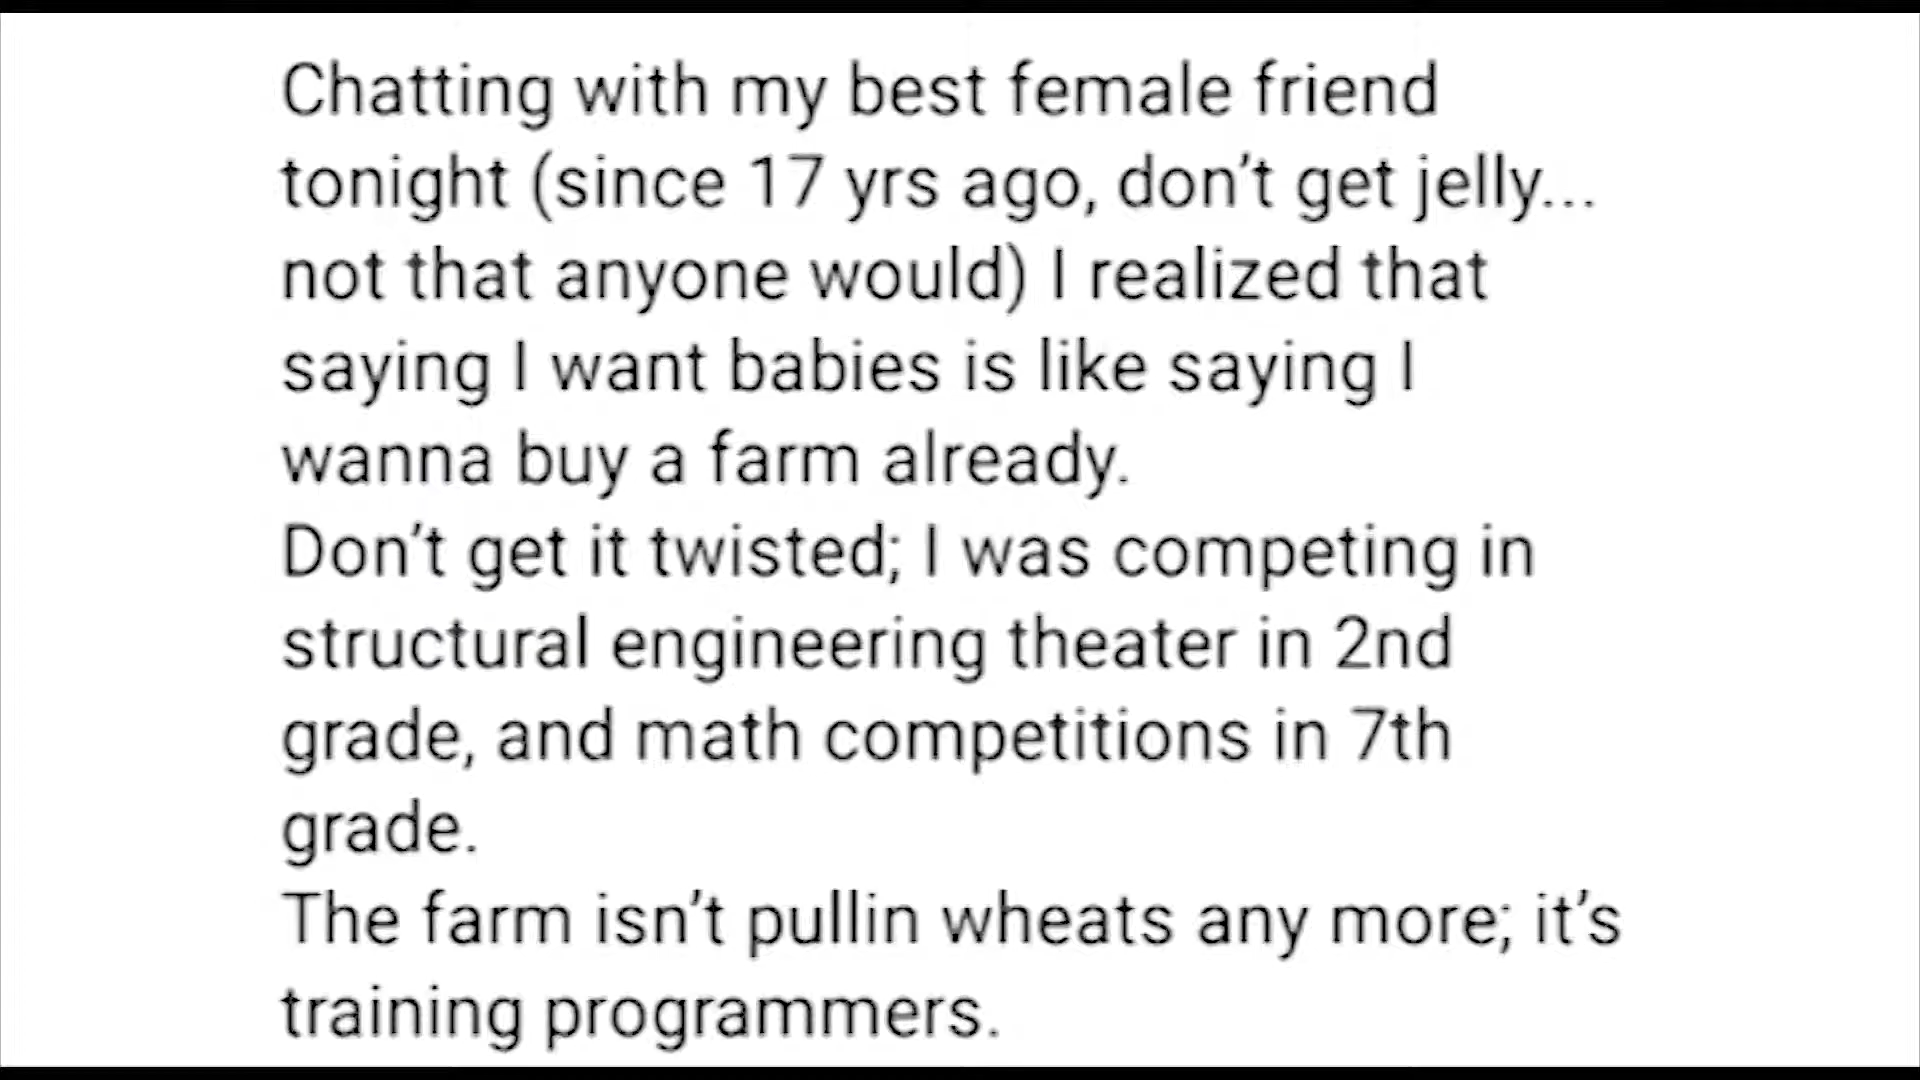 Chatting with my best female friend
tonight (since 17 yrs ago, don’t get jelly...
not that anyone would) I realized that
saying I want babies is like saying I
wanna buy a farm already.
Don’t get it twisted; I was competing in
structural engineering theater in 2nd
grade, and math competitions in 7th
grade.
The farm isn’t pullin wheats any more; it’s
training programmers.